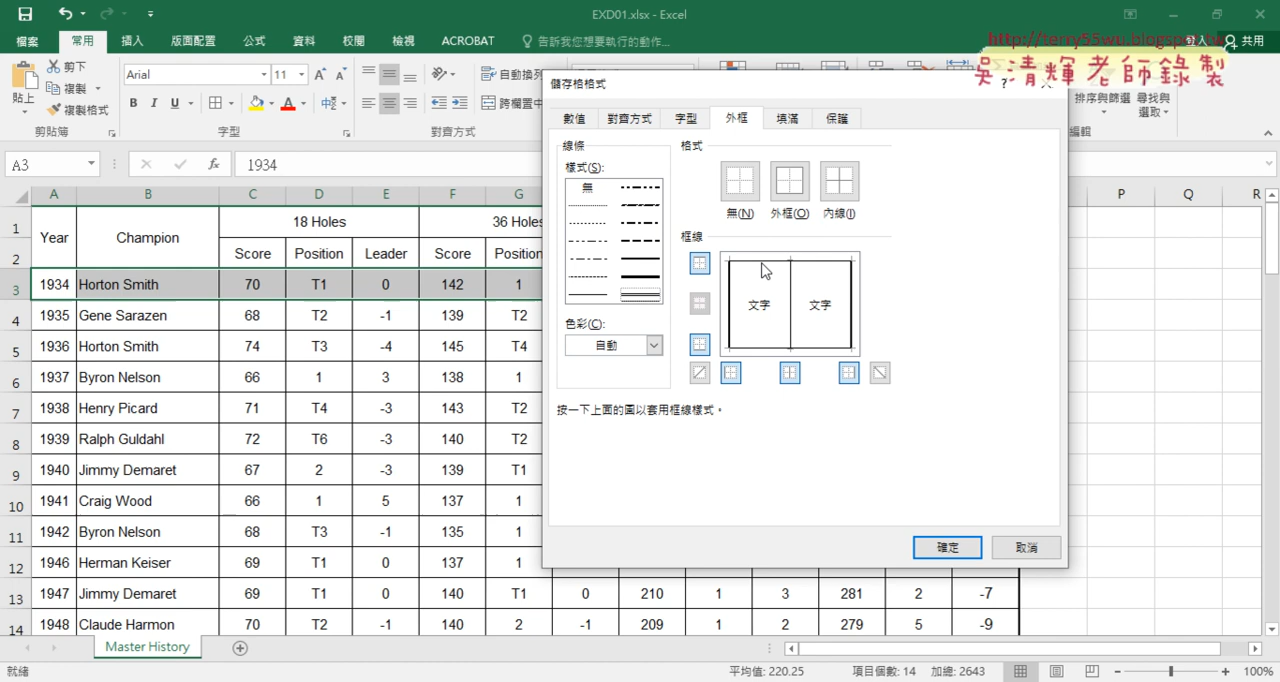 EXD01.xlsx - Excel
http://terry55wu.blogspot.tw
吳清輝老師錄製
檔案 常用 插入 版面配置 公式 資料 校閱 檢視 ACROBAT 告訴我您想要執行的動作... 登入 共用
貼上 剪下 複製 複製格式 剪貼簿
Arial 11 B I U 中 字型
自動換列 跨欄置中 對齊方式
排序與篩選 尋找與選取 編輯
A3 fx 1934
A B C D E F G P Q R
1 Year Champion 18 Holes 36 Holes
2 Score Position Leader Score Position
3 1934 Horton Smith 70 T1 0 142 1
4 1935 Gene Sarazen 68 T2 -1 139 T2
5 1936 Horton Smith 74 T3 -4 145 T4
6 1937 Byron Nelson 66 1 3 138 1
7 1938 Henry Picard 71 T4 -3 143 T2
8 1939 Ralph Guldahl 72 T6 -3 140 T2
9 1940 Jimmy Demaret 67 2 -3 139 T1
10 1941 Craig Wood 66 1 5 137 1
11 1942 Byron Nelson 68 T3 -1 135 1
12 1946 Herman Keiser 69 T1 0 137 1
13 1947 Jimmy Demaret 69 T1 0 140 T1 0 210 1 3 281 2 -7
14 1948 Claude Harmon 70 T2 -1 140 2 -1 209 1 2 279 5 -9
儲存格格式 ?
數值 對齊方式 字型 外框 填滿 保護
線條
樣式(S):
無
色彩(C):
自動
格式
無(N) 外框(O) 內線(I)
框線
文字 文字
按一下上面的圖以套用框線樣式。
確定 取消
Master History
就緒 平均值: 220.25 項目個數: 14 加總: 2643 100%